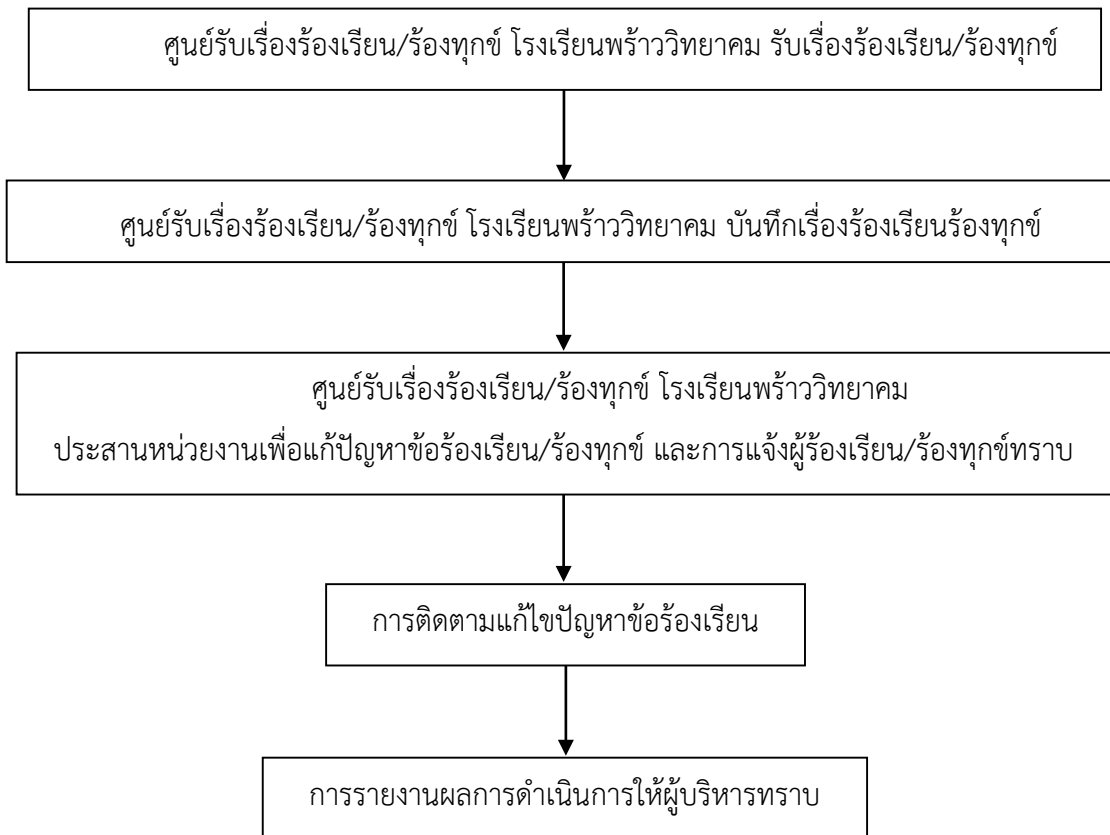 ศูนย์รับเรื่องร้องเรียน/ร้องทุกข์ โรงเรียนพร้าววิทยาคม รับเรื่องร้องเรียน/ร้องทุกข์
ศูนย์รับเรื่องร้องเรียน/ร้องทุกข์ โรงเรียนพร้าววิทยาคม บันทึกเรื่องร้องเรียนร้องทุกข์
ศูนย์รับเรื่องร้องเรียน/ร้องทุกข์ โรงเรียนพร้าววิทยาคม
ประสานหน่วยงานเพื่อแก้ปัญหาข้อร้องเรียน/ร้องทุกข์ และการแจ้งผู้ร้องเรียน/ร้องทุกข์ทราบ
การติดตามแก้ไขปัญหาข้อร้องเรียน
การรายงานผลการดำเนินการให้ผู้บริหารทราบ